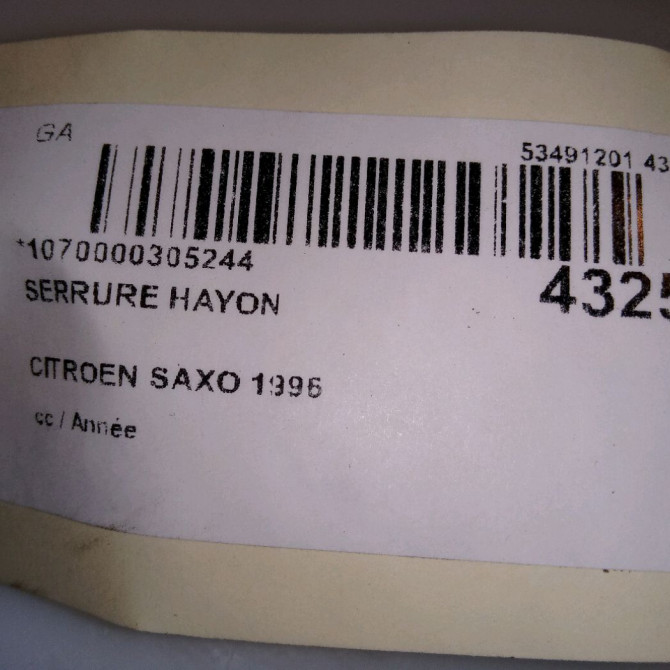 GA
53491201 43
*1070000305244
4325
SERRURE HAYON
CITROEN SAXO 1996
cc / Année